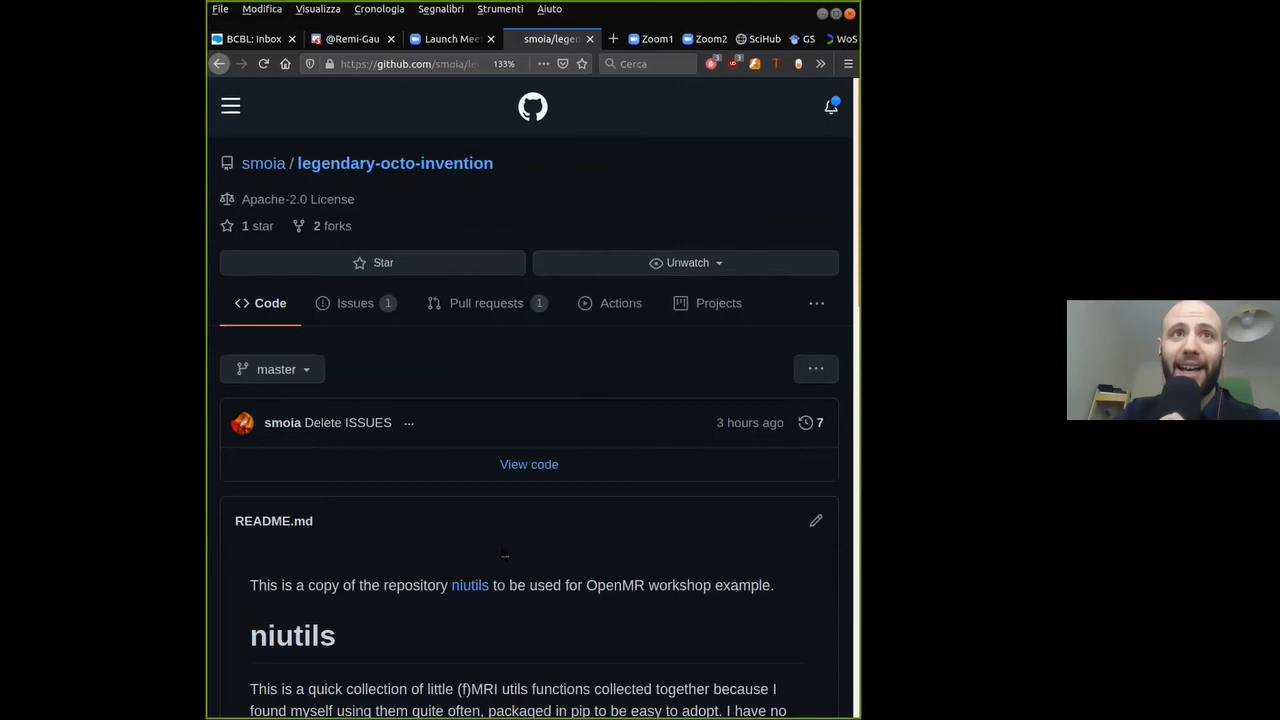 File Modifica Visualizza Cronologia Segnalibri Strumenti Aiuto
BCBL: Inbox @Remi-Gau Launch Mee smoia/legen Zoom1 Zoom2 SciHub GS WoS
https://github.com/smoia/le 133% Cerca
smoia / legendary-octo-invention
Apache-2.0 License
1 star 2 forks
Star Unwatch
Code Issues 1 Pull requests 1 Actions Projects
master
smoia Delete ISSUES 3 hours ago 7
View code
README.md
This is a copy of the repository niutils to be used for OpenMR workshop example.
niutils
This is a quick collection of little (f)MRI utils functions collected together because I
found myself using them quite often, packaged in pip to be easy to adopt. I have no